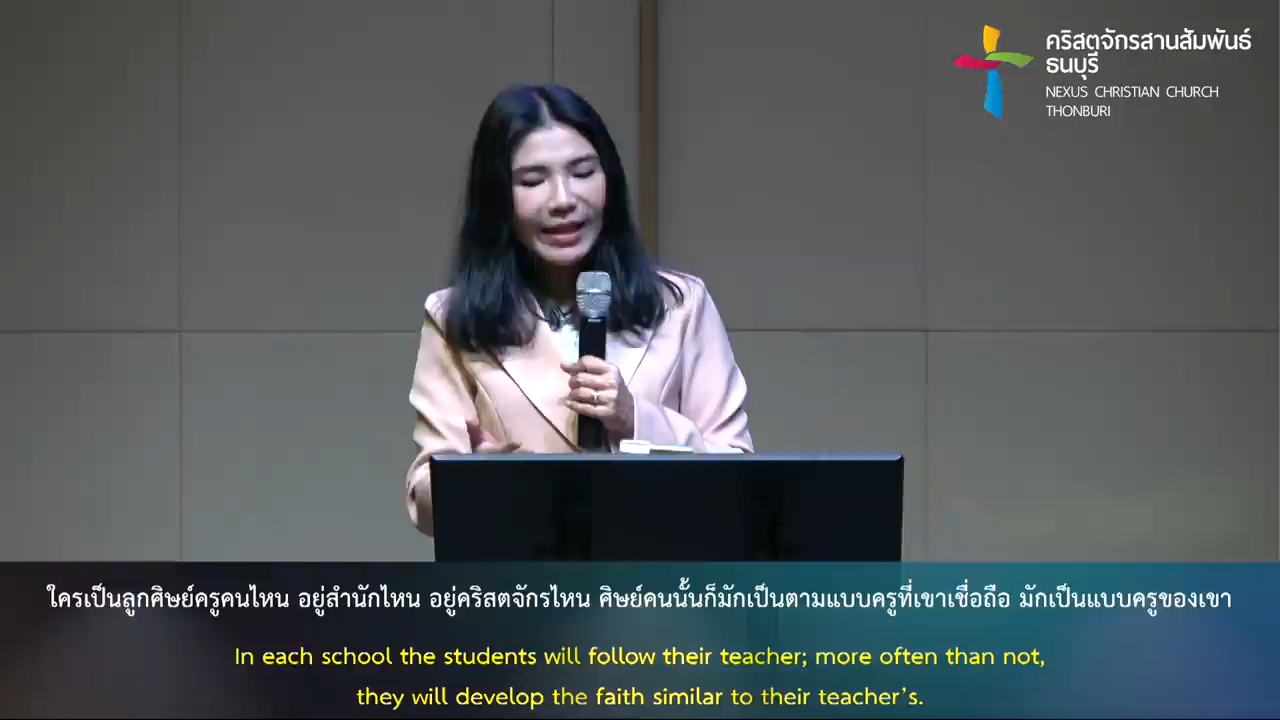 คริสตจักรสานสัมพันธ์
ธนบุรี
NEXUS CHRISTIAN CHURCH
THONBURI
ใครเป็นลูกศิษย์ครูคนไหน อยู่สำนักไหน อยู่คริสตจักรไหน ศิษย์คนนั้นก็มักเป็นตามแบบครูที่เขาเชื่อถือ มักเป็นแบบครูของเขา
In each school the students will follow their teacher; more often than not,
they will develop the faith similar to their teacher's.